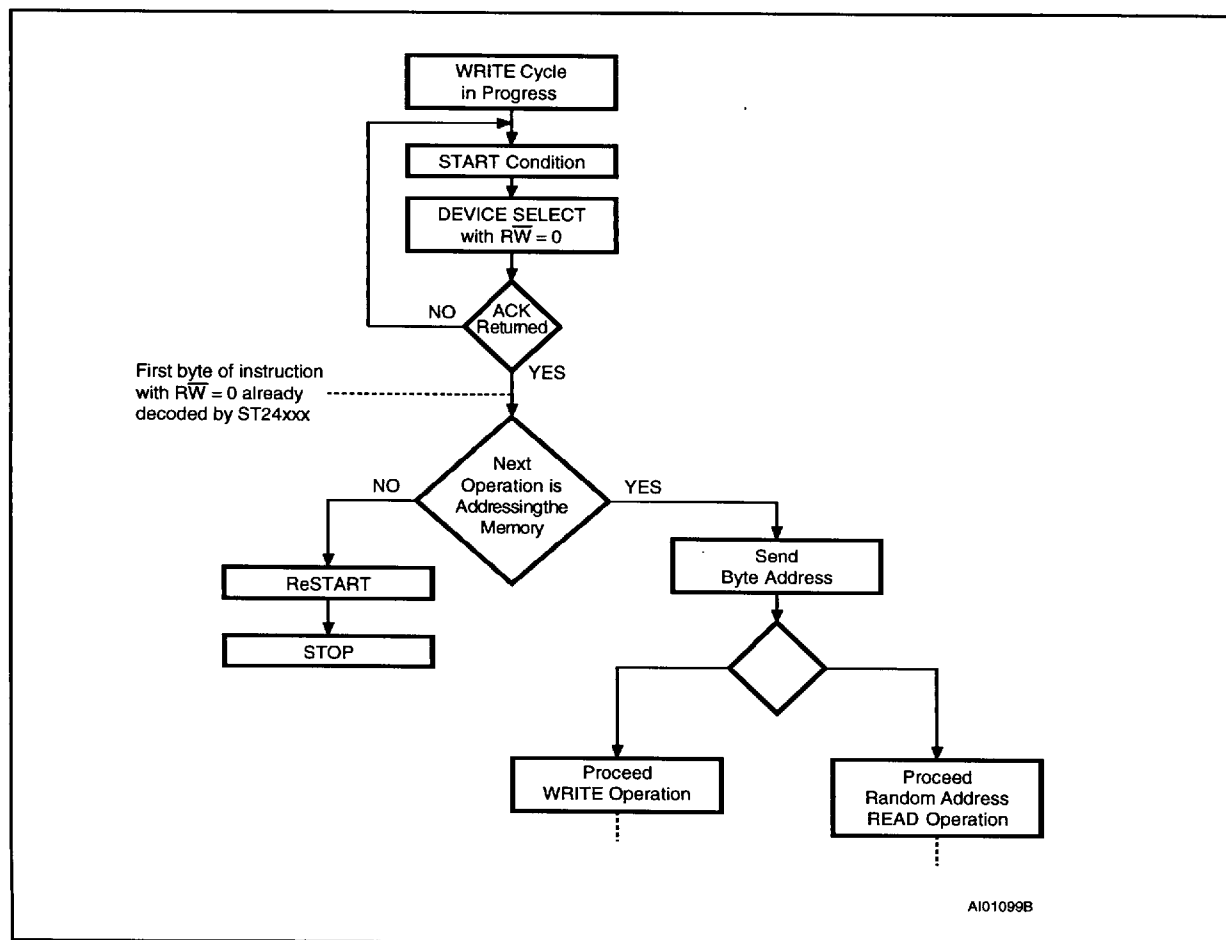 WRITE Cycle
in Progress
START Condition
DEVICE SELECT
with RW̅ = 0
NO
ACK
Returned
YES
First byte of instruction
with RW̅ = 0 already
decoded by ST24xxx
NO
Next
Operation is
Addressingthe
Memory
YES
Send
Byte Address
ReSTART
STOP
Proceed
WRITE Operation
Proceed
Random Address
READ Operation
AI01099B